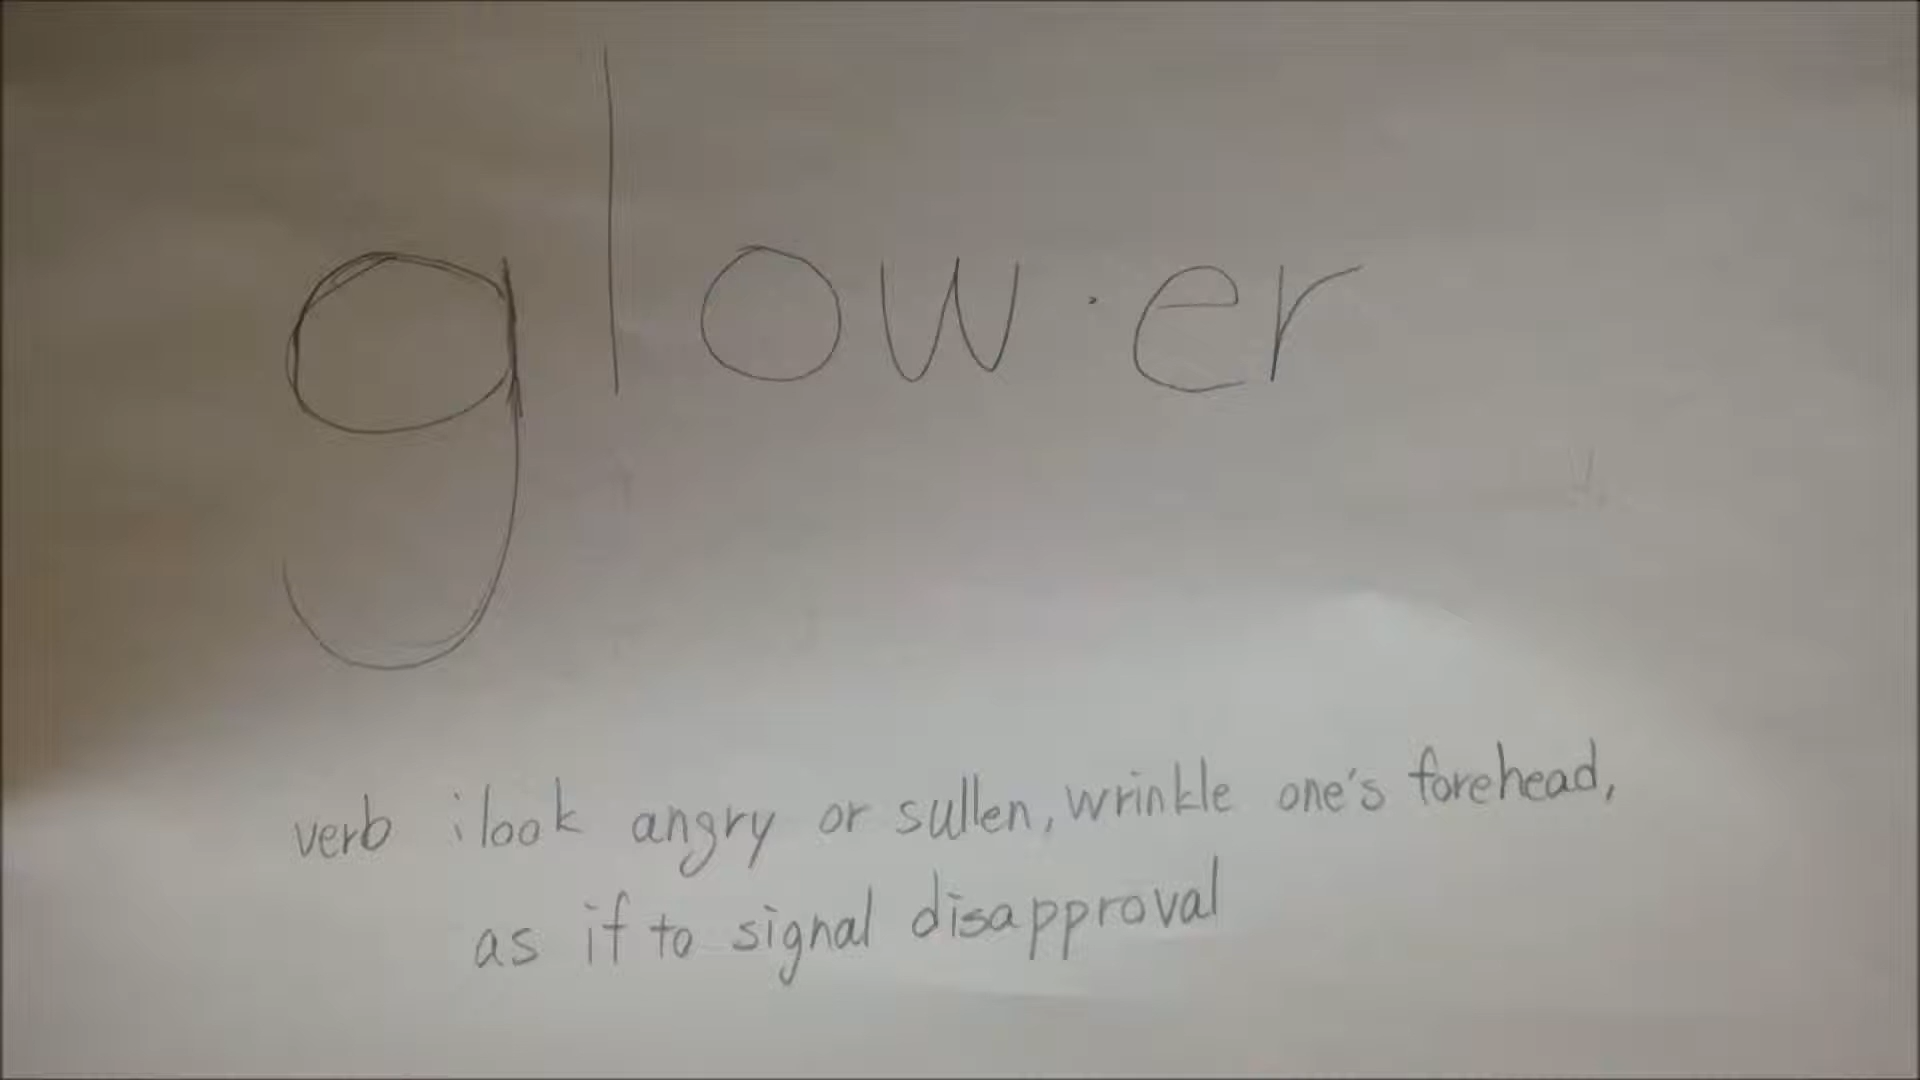 glow·er
verb : look angry or sullen, wrinkle one's forehead,
as if to signal disapproval